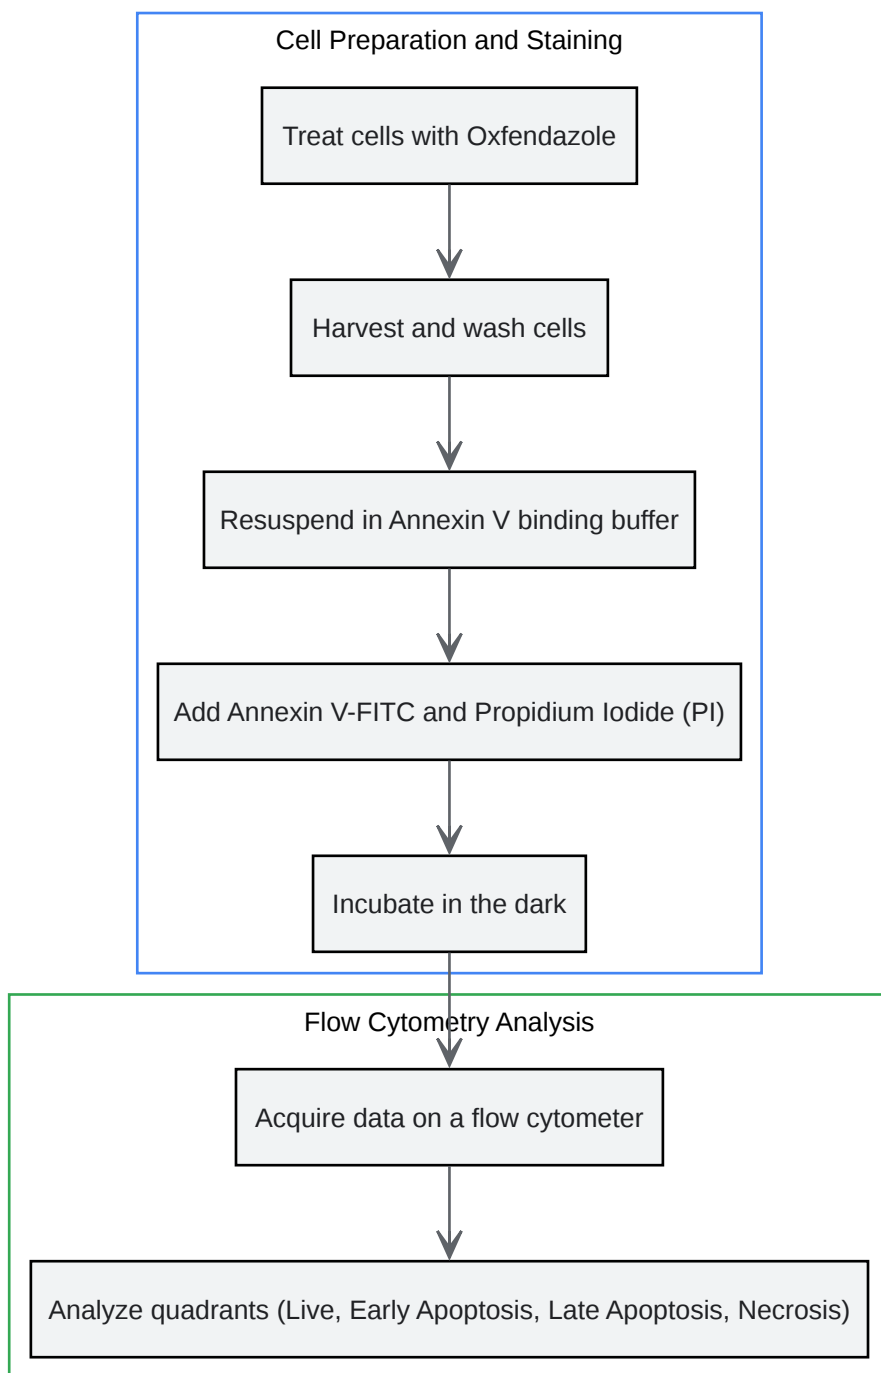 Cell Preparation and Staining
Treat cells with Oxfendazole
Harvest and wash cells
Resuspend in Annexin V binding buffer
Add Annexin V-FITC and Propidium Iodide (PI)
Incubate in the dark
Flow Cytometry Analysis
Acquire data on a flow cytometer
Analyze quadrants (Live, Early Apoptosis, Late Apoptosis, Necrosis)